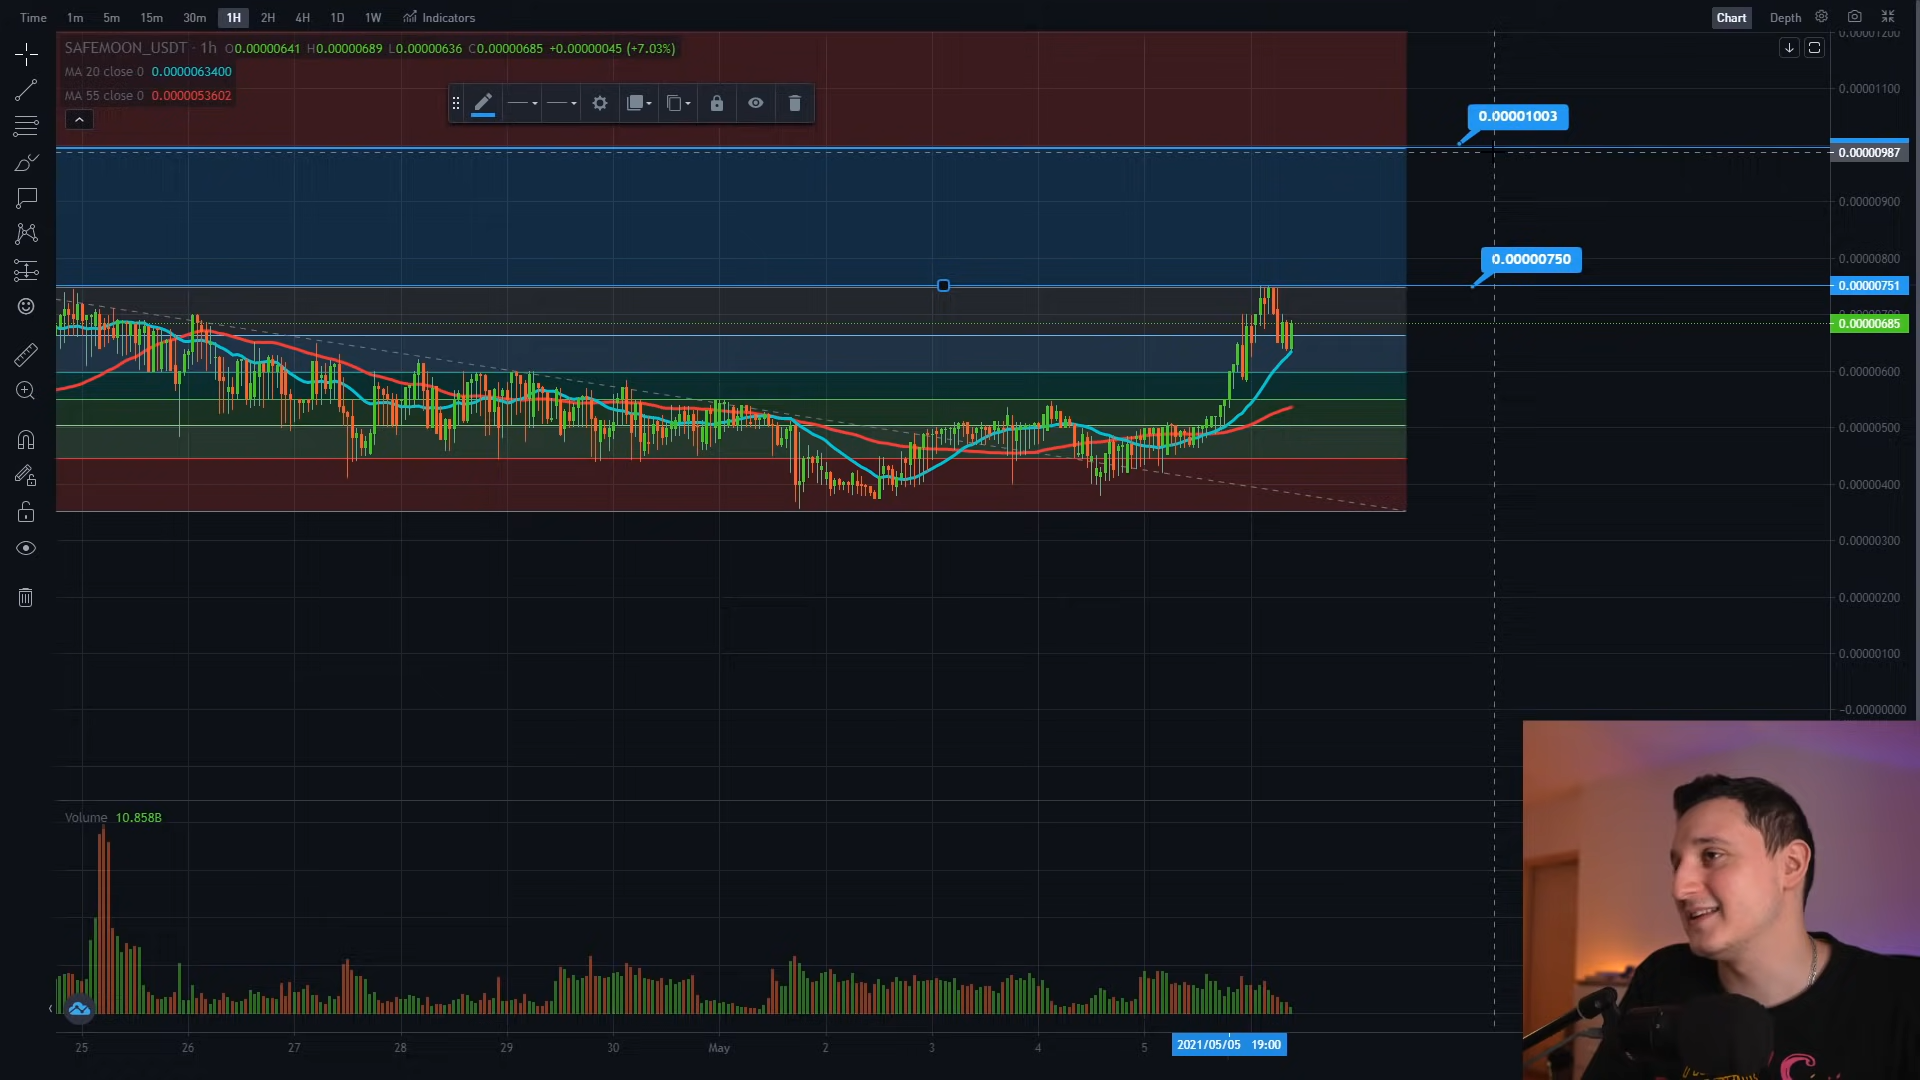 Time 1m 5m 15m 30m 1H 2H 4H 1D 1W Indicators Chart Depth
SAFEMOON_USDT · 1h O0.00000641 H0.00000689 L0.00000636 C0.00000685 +0.00000045 (+7.03%)
MA 20 close 0 0.0000063400
MA 55 close 0 0.0000053602
0.00001200
0.00001100
0.00001003
0.00000987
0.00000900
0.00000800
0.00000750
0.00000751
0.00000685
0.00000600
0.00000500
0.00000400
0.00000300
0.00000200
0.00000100
-0.00000000
Volume 10.858B
25 26 27 28 29 30 May 2 3 4 5 2021/05/05 19:00